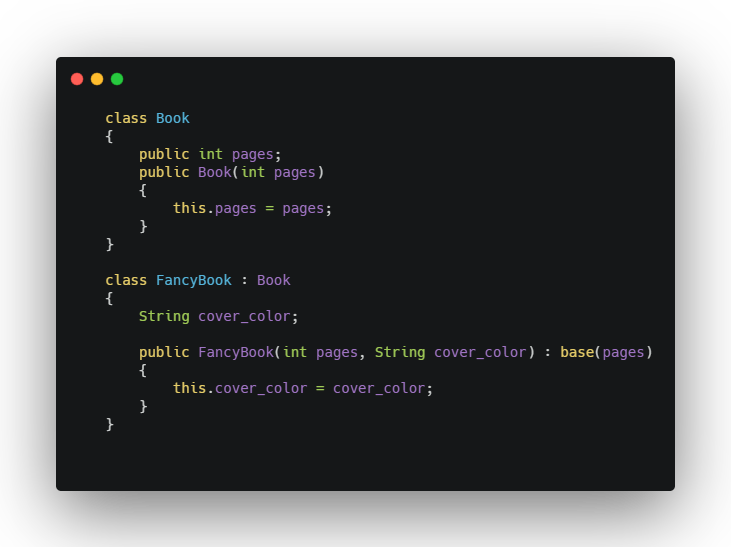 class Book
{
    public int pages;
    public Book(int pages)
    {
        this.pages = pages;
    }
}

class FancyBook : Book
{
    String cover_color;

    public FancyBook(int pages, String cover_color) : base(pages)
    {
        this.cover_color = cover_color;
    }
}